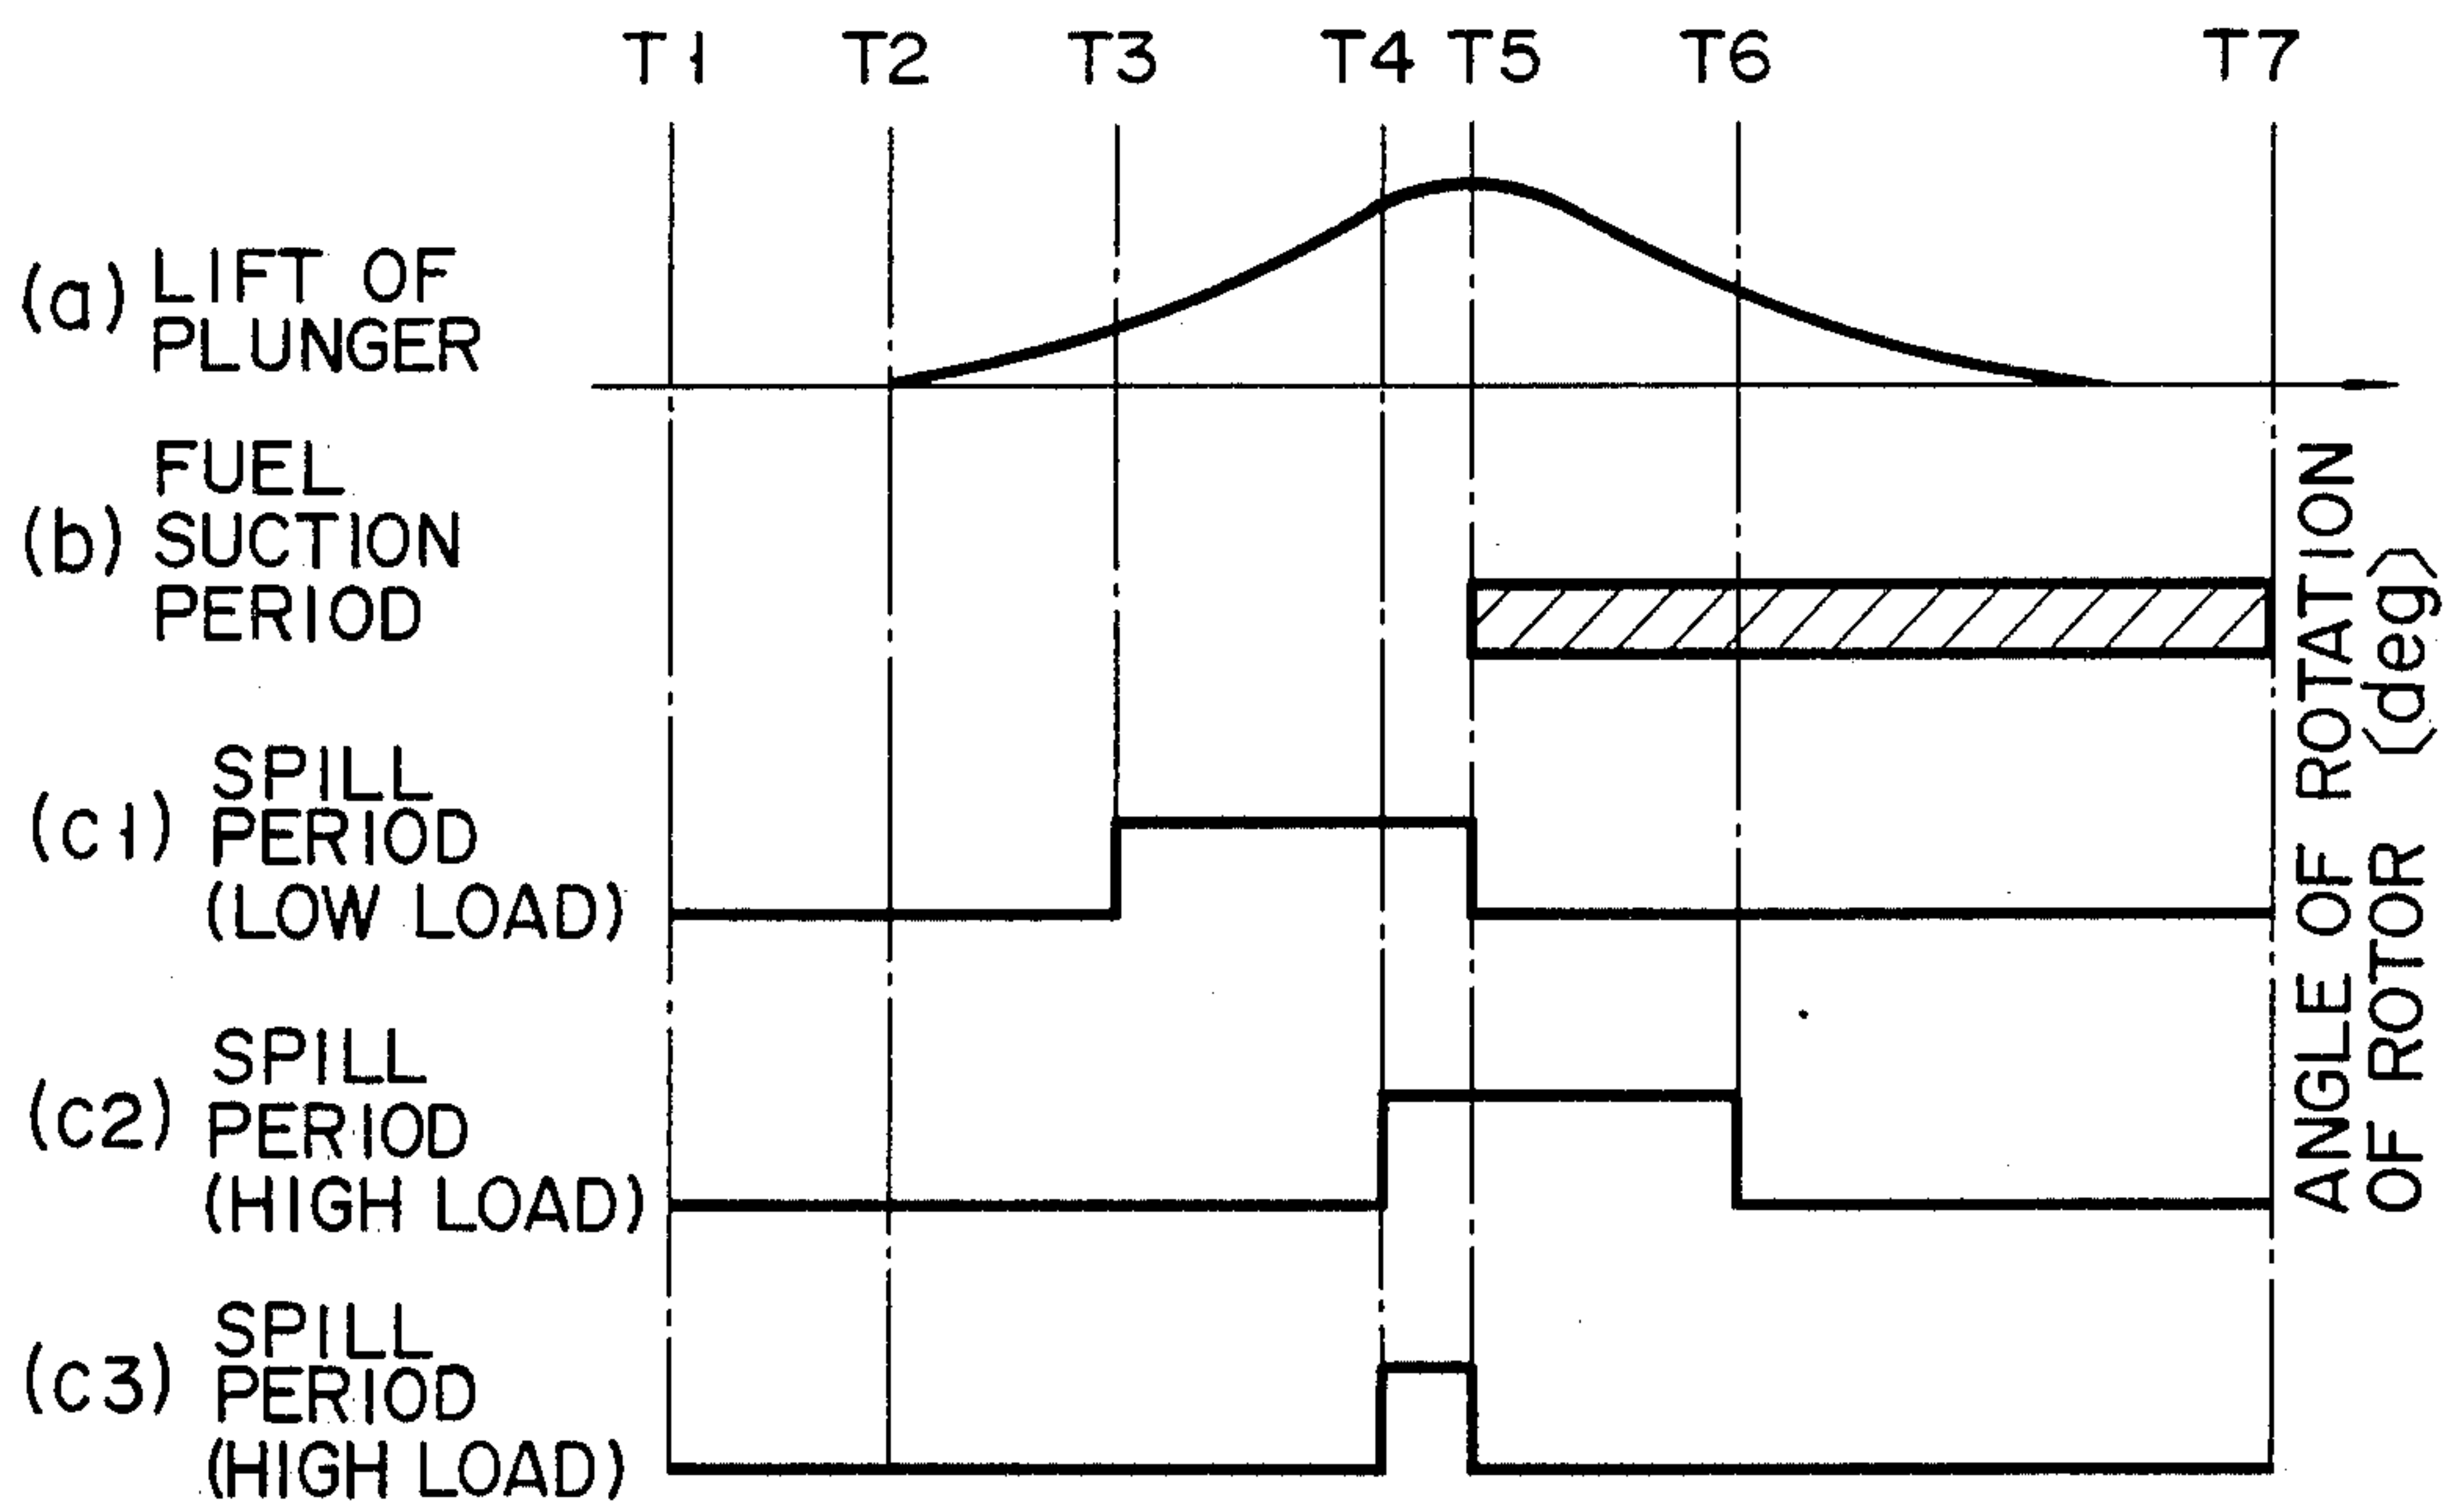 T1 T2 T3 T4 T5 T6 T7
(a) LIFT OF
PLUNGER
FUEL
(b) SUCTION
PERIOD
SPILL
(c1) PERIOD
(LOW LOAD)
SPILL
(c2) PERIOD
(HIGH LOAD)
SPILL
(c3) PERIOD
(HIGH LOAD)
ANGLE OF ROTATION
OF ROTOR (deg)